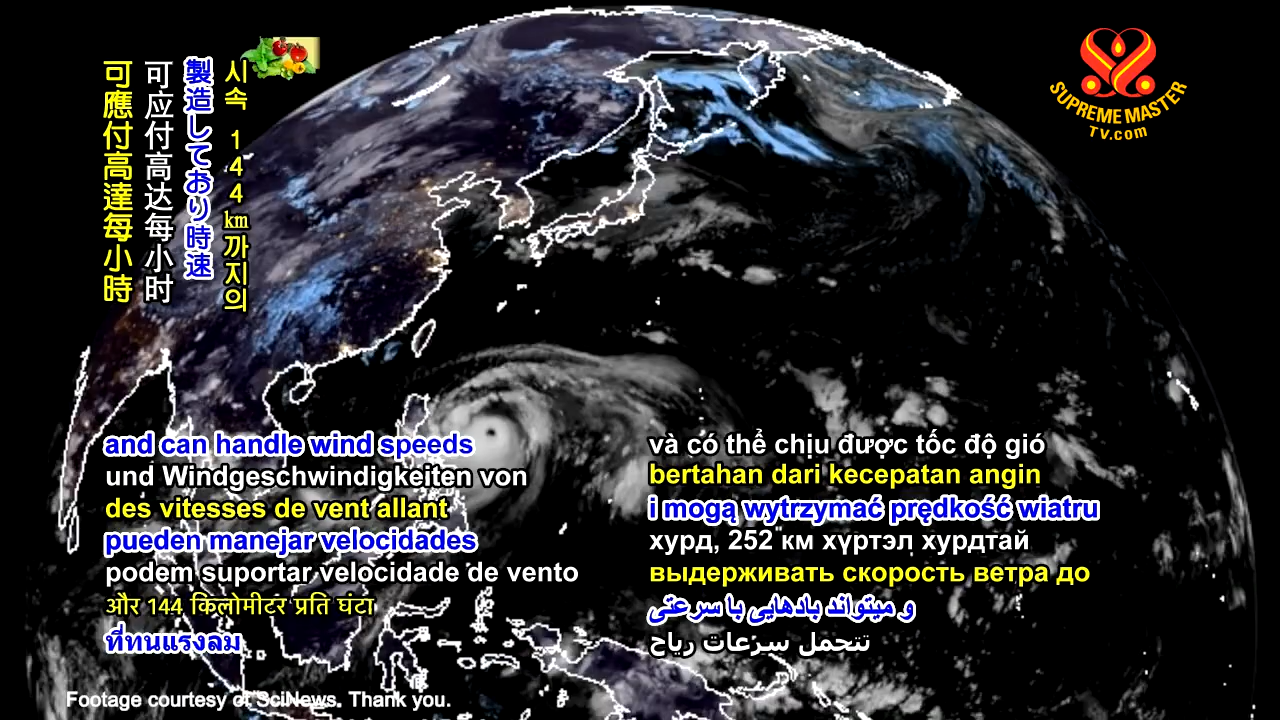 可應付高達每小時
可应付高达每小时
製造しており時速
시속 144km까지의
SUPREME MASTER
TV.com
and can handle wind speeds
und Windgeschwindigkeiten von
des vitesses de vent allant
pueden manejar velocidades
podem suportar velocidade de vento
और 144 किलोमीटर प्रति घंटा
ที่ทนแรงลม
và có thể chịu được tốc độ gió
bertahan dari kecepatan angin
i mogą wytrzymać prędkość wiatru
хурд, 252 км хүртэл хурдтай
выдерживать скорость ветра до
و میتواند بادهایی با سرعتی
تتحمل سرعات رياح
Footage courtesy of SciNews. Thank you.